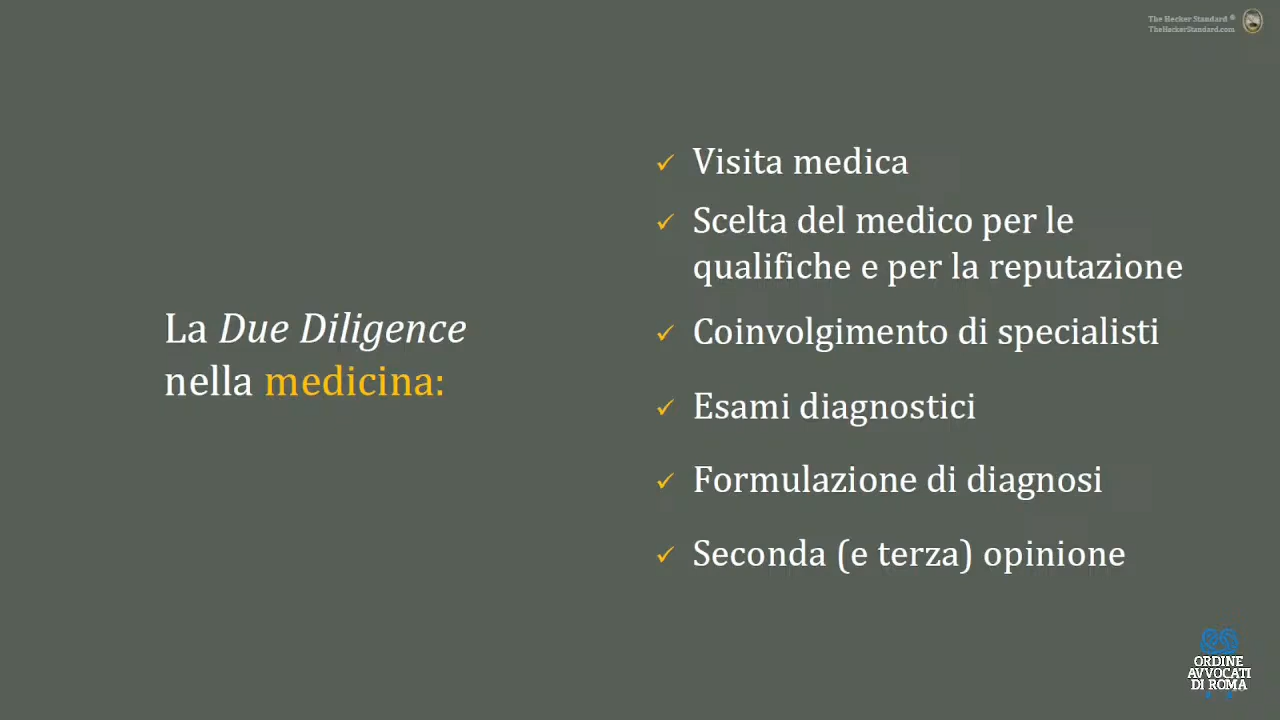 The Hecker Standard ®
TheHeckerStandard.com
La Due Diligence
nella medicina:
✓ Visita medica
✓ Scelta del medico per le
qualifiche e per la reputazione
✓ Coinvolgimento di specialisti
✓ Esami diagnostici
✓ Formulazione di diagnosi
✓ Seconda (e terza) opinione
ORDINE
AVVOCATI
DI ROMA